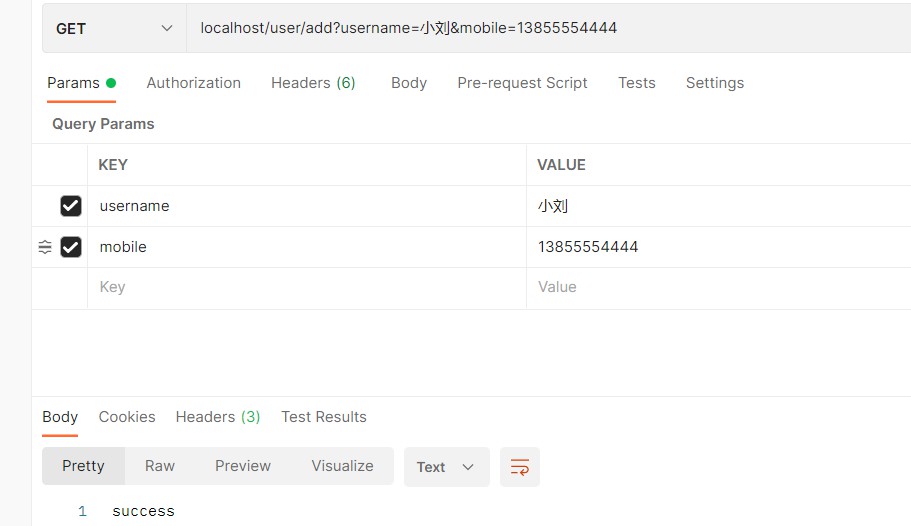 GET localhost/user/add?username=小刘&mobile=13855554444
Params Authorization Headers (6) Body Pre-request Script Tests Settings
Query Params
KEY VALUE
username 小刘
mobile 13855554444
Key Value
Body Cookies Headers (3) Test Results
Pretty Raw Preview Visualize Text
1 success